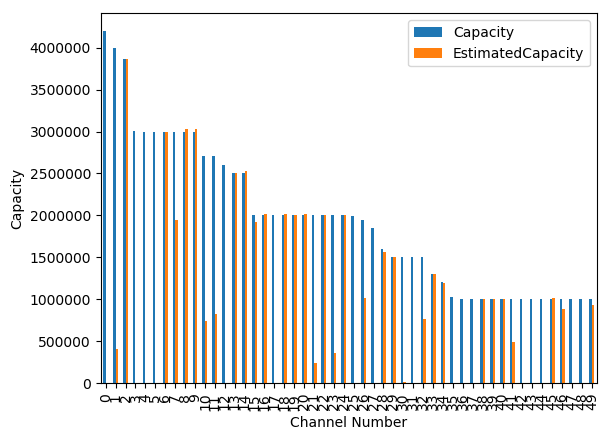 Capacity
EstimatedCapacity
4000000
3500000
3000000
2500000
2000000
1500000
1000000
500000
0
Capacity
0 1 2 3 4 5 6 7 8 9 10 11 12 13 14 15 16 17 18 19 20 21 22 23 24 25 26 27 28 29 30 31 32 33 34 35 36 37 38 39 40 41 42 43 44 45 46 47 48 49
Channel Number